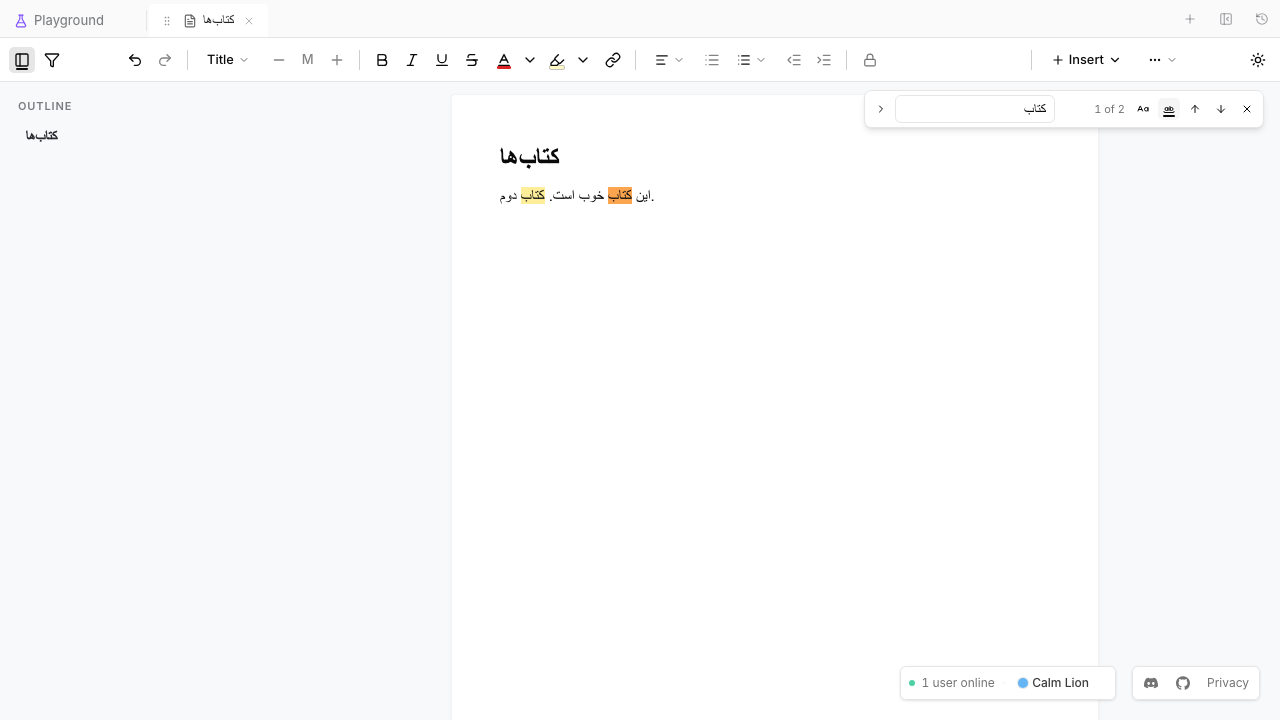 Playground
کتاب‌ها
Title
M
B
I
U
S
A
Insert
OUTLINE
کتاب‌ها
کتاب
1 of 2
Aa
ab
کتاب‌ها
این کتاب خوب است. کتاب دوم.
1 user online
Calm Lion
Privacy